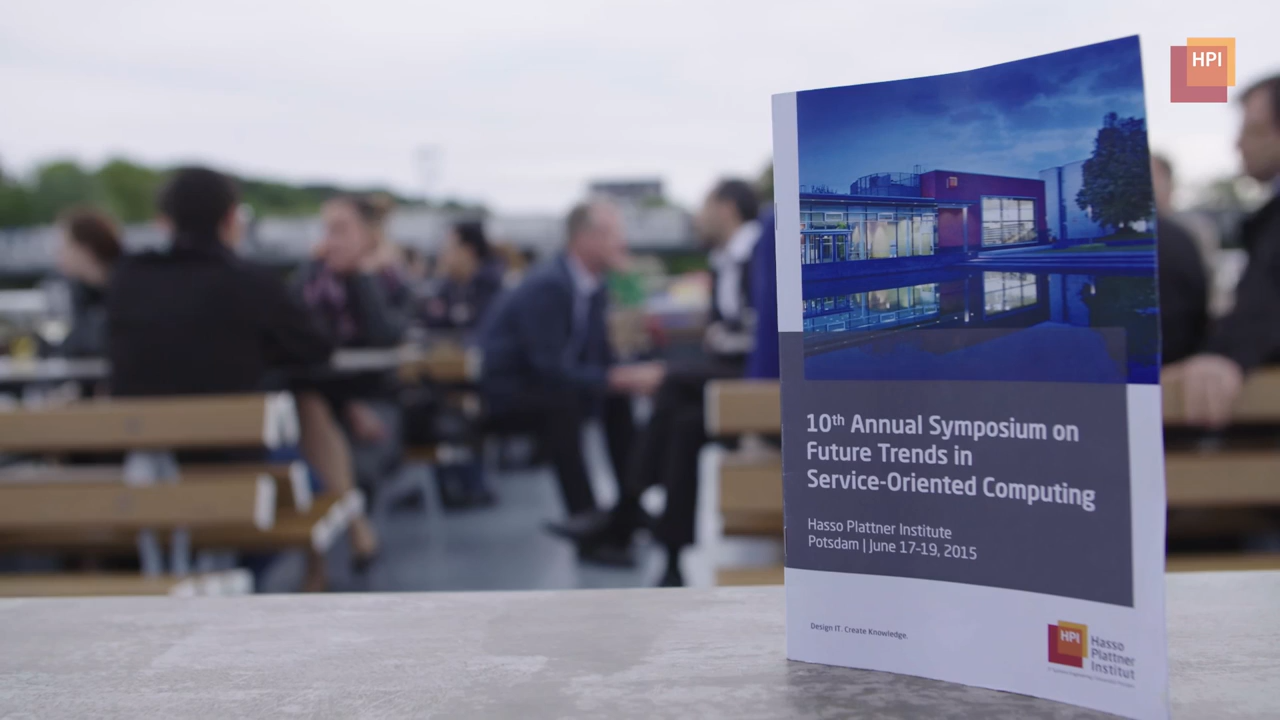 HPI
10th Annual Symposium on
Future Trends in
Service-Oriented Computing
Hasso Plattner Institute
Potsdam | June 17-19, 2015
Design IT. Create Knowledge.
HPI
Hasso
Plattner
Institut